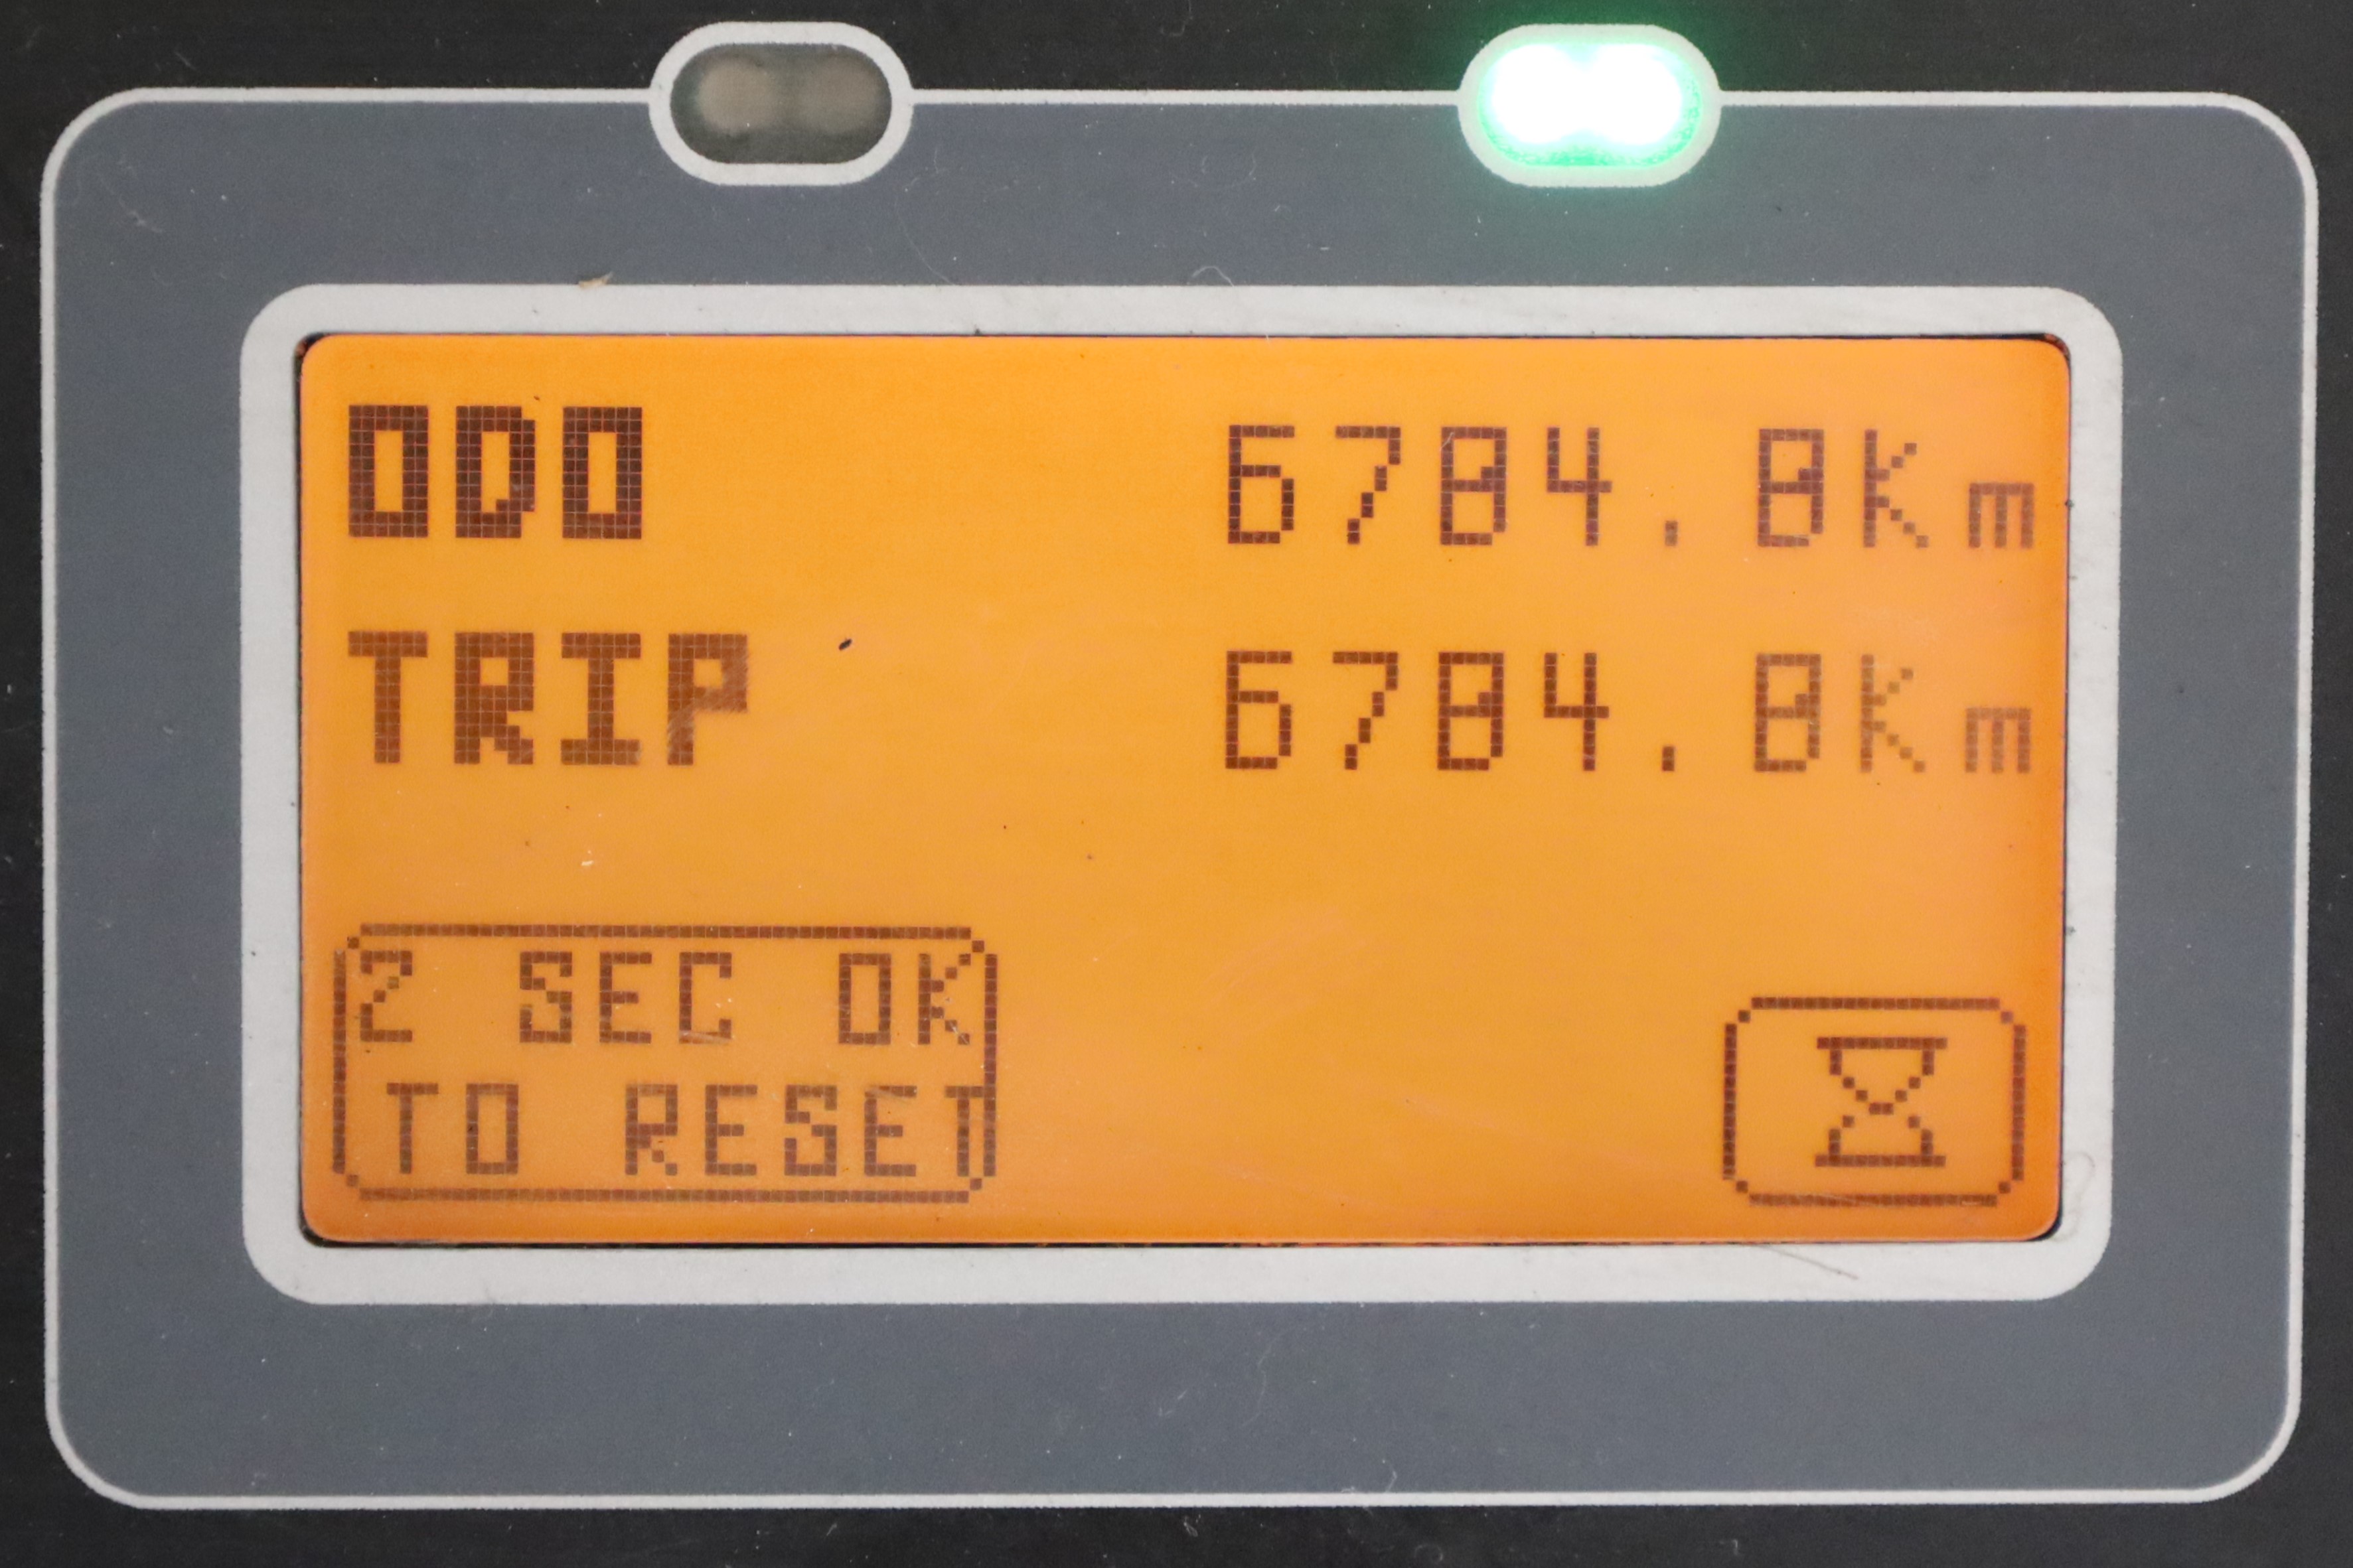 ODO 6704.0Km
TRIP 6704.0Km
2 SEC OK
TO RESET